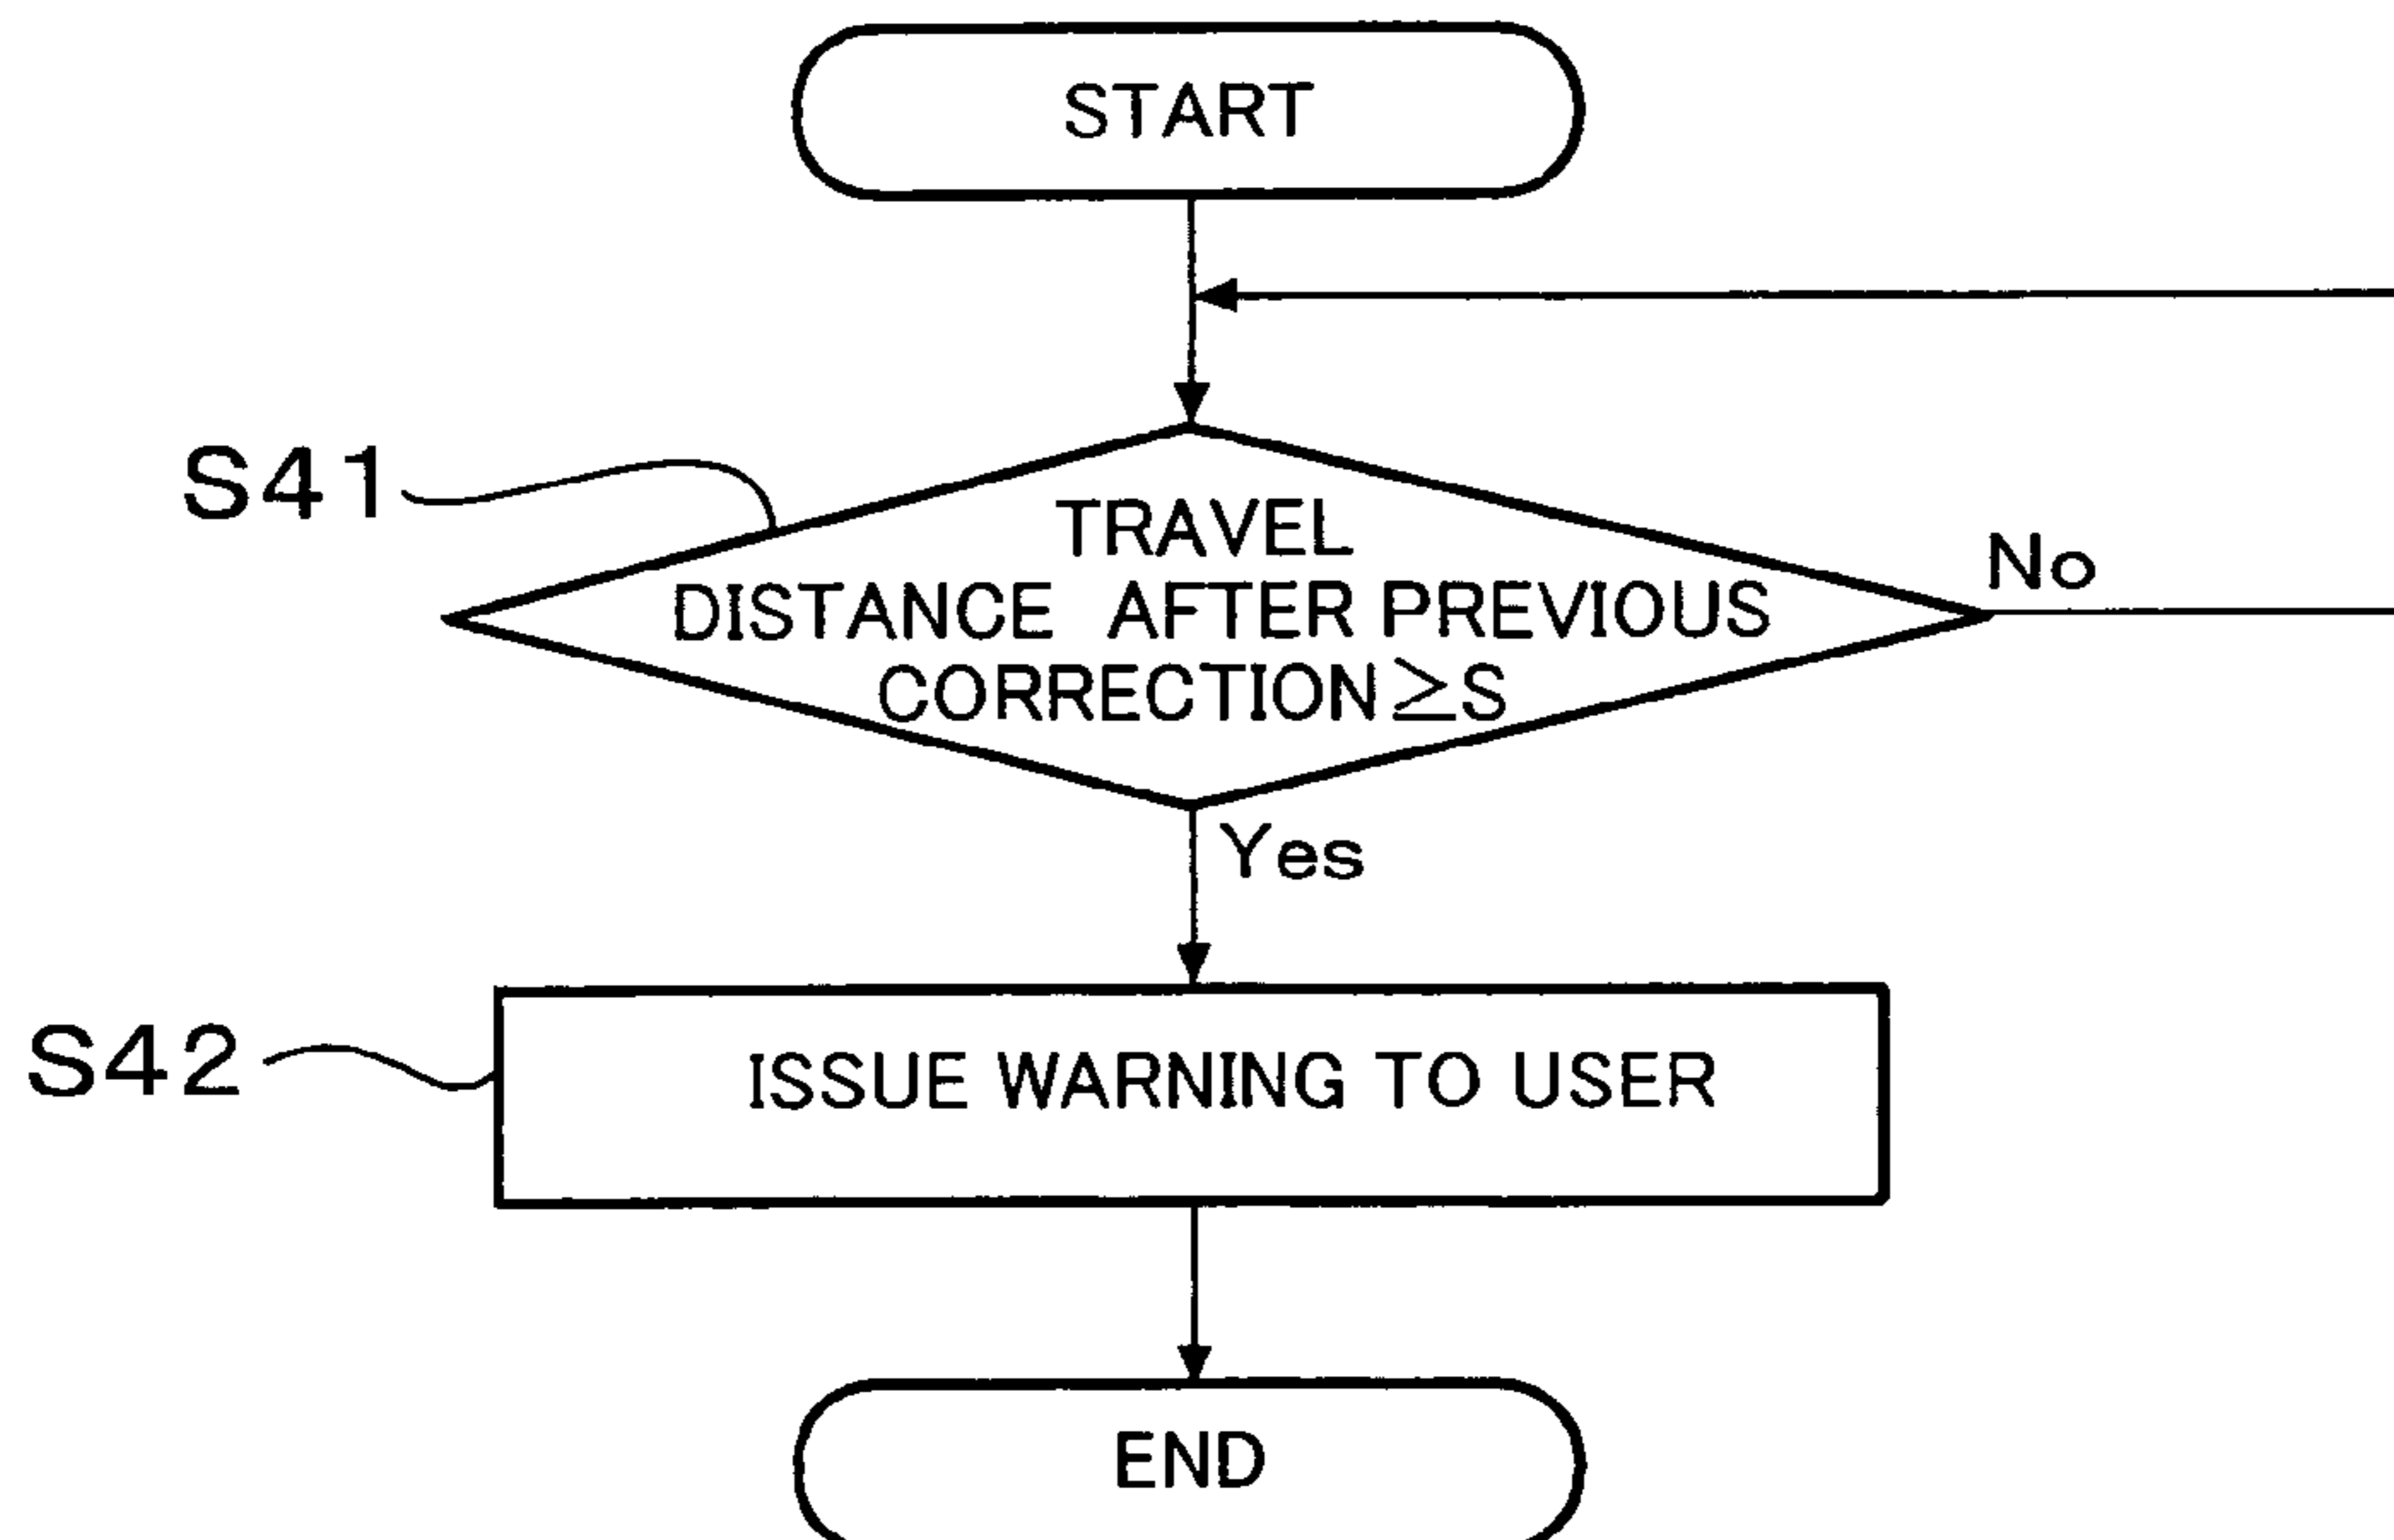 START
S41
TRAVEL
No
DISTANCE AFTER PREVIOUS
CORRECTION≧S
Yes
S42
ISSUE WARNING TO USER
END